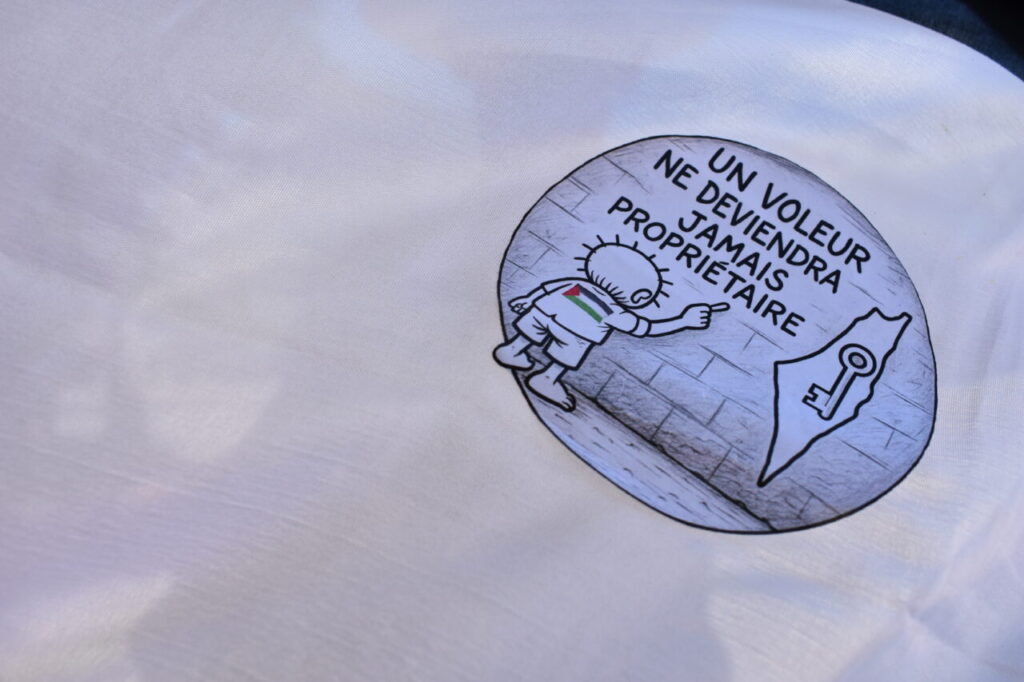 UN VOLEUR
NE DEVIENDRA
JAMAIS
PROPRIÉTAIRE